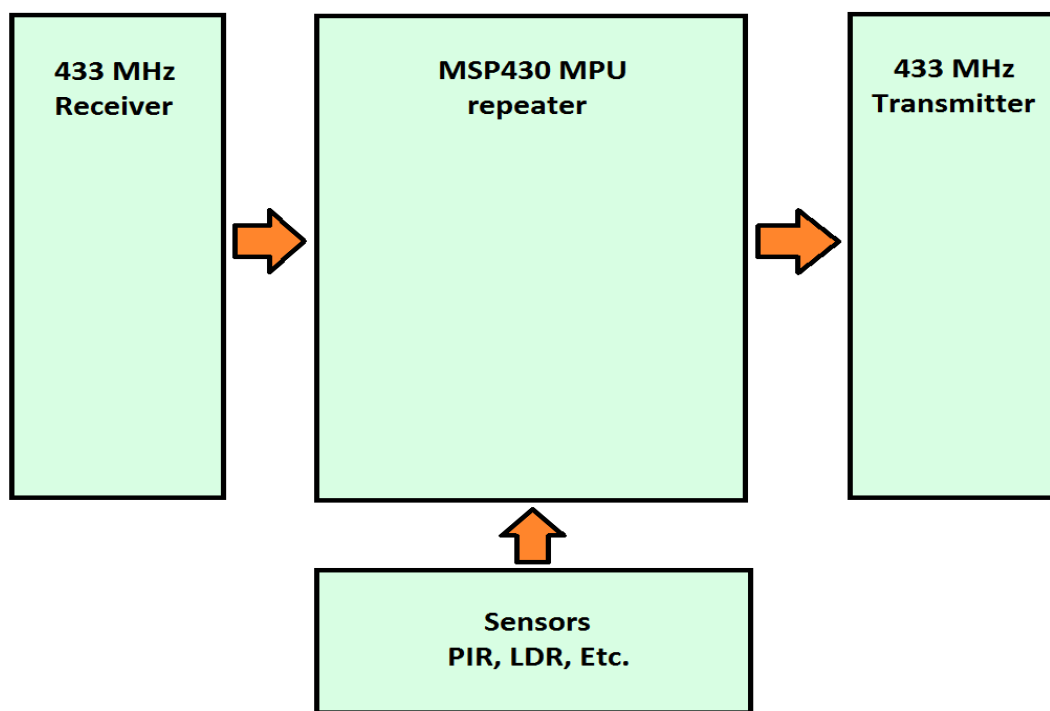 433 MHz
Receiver
MSP430 MPU
repeater
433 MHz
Transmitter
Sensors
PIR, LDR, Etc.